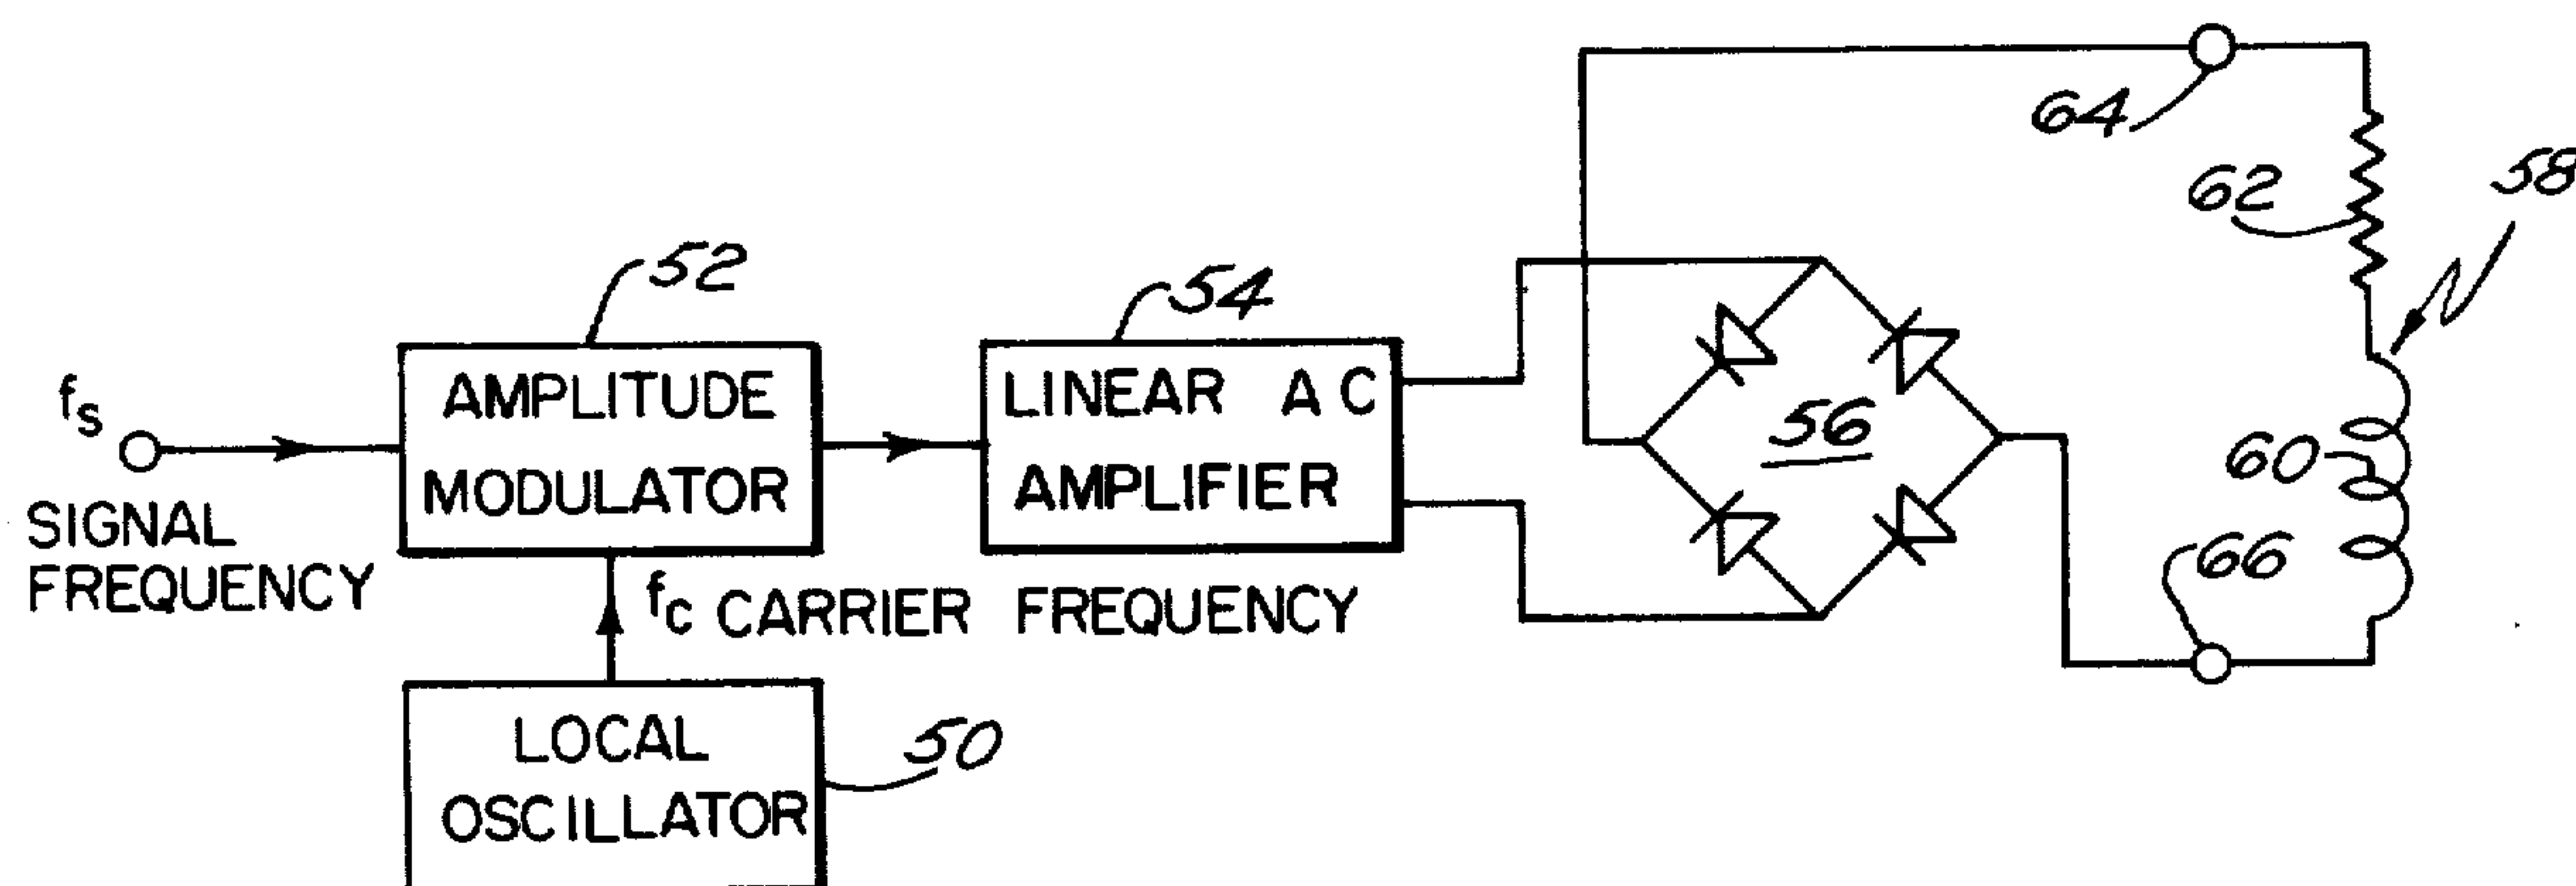 64
58
62
52
54
AMPLITUDE
MODULATOR
LINEAR AC
AMPLIFIER
56
60
fs
SIGNAL
FREQUENCY
66
fc CARRIER FREQUENCY
LOCAL
OSCILLATOR
50